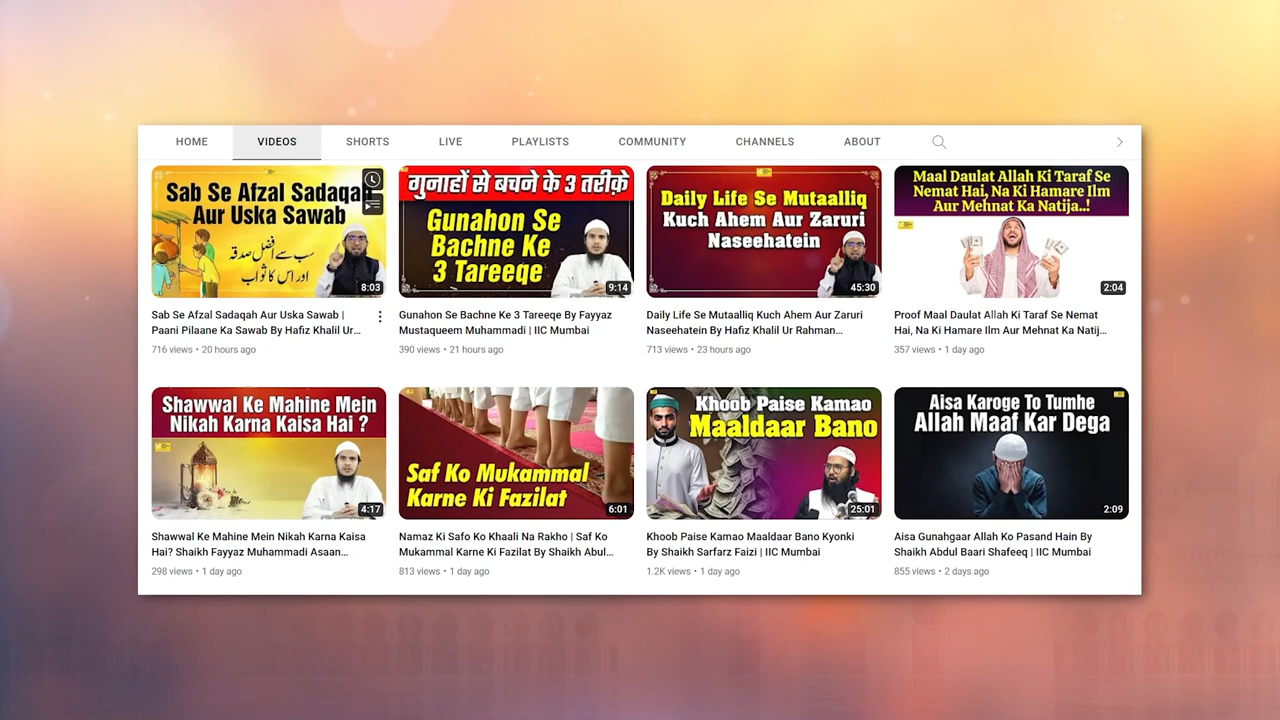 HOME VIDEOS SHORTS LIVE PLAYLISTS COMMUNITY CHANNELS ABOUT
Sab Se Afzal Sadaqah
Aur Uska Sawab
سب سے افضل صدقہ
اور اس کا ثواب
8:03
गुनाहों से बचने के 3 तरीक़े
Gunahon Se
Bachne Ke
3 Tareeqe
9:14
Daily Life Se Mutaalliq
Kuch Ahem Aur Zaruri
Naseehatein
45:30
Maal Daulat Allah Ki Taraf Se
Nemat Hai, Na Ki Hamare Ilm
Aur Mehnat Ka Natija..!
2:04
Sab Se Afzal Sadaqah Aur Uska Sawab |
Paani Pilaane Ka Sawab By Hafiz Khalil Ur...
716 views • 20 hours ago
Gunahon Se Bachne Ke 3 Tareeqe By Fayyaz
Mustaqueem Muhammadi | IIC Mumbai
390 views • 21 hours ago
Daily Life Se Mutaalliq Kuch Ahem Aur Zaruri
Naseehatein By Hafiz Khalil Ur Rahman...
713 views • 23 hours ago
Proof Maal Daulat Allah Ki Taraf Se Nemat
Hai, Na Ki Hamare Ilm Aur Mehnat Ka Natij...
357 views • 1 day ago
Shawwal Ke Mahine Mein
Nikah Karna Kaisa Hai ?
4:17
Saf Ko Mukammal
Karne Ki Fazilat
6:01
Khoob Paise Kamao
Maaldaar Bano
25:01
Aisa Karoge To Tumhe
Allah Maaf Kar Dega
2:09
Shawwal Ke Mahine Mein Nikah Karna Kaisa
Hai? Shaikh Fayyaz Muhammadi Asaan...
298 views • 1 day ago
Namaz Ki Safo Ko Khaali Na Rakho | Saf Ko
Mukammal Karne Ki Fazilat By Shaikh Abul...
813 views • 1 day ago
Khoob Paise Kamao Maaldaar Bano Kyonki
By Shaikh Sarfarz Faizi | IIC Mumbai
1.2K views • 1 day ago
Aisa Gunahgaar Allah Ko Pasand Hain By
Shaikh Abdul Baari Shafeeq | IIC Mumbai
855 views • 2 days ago